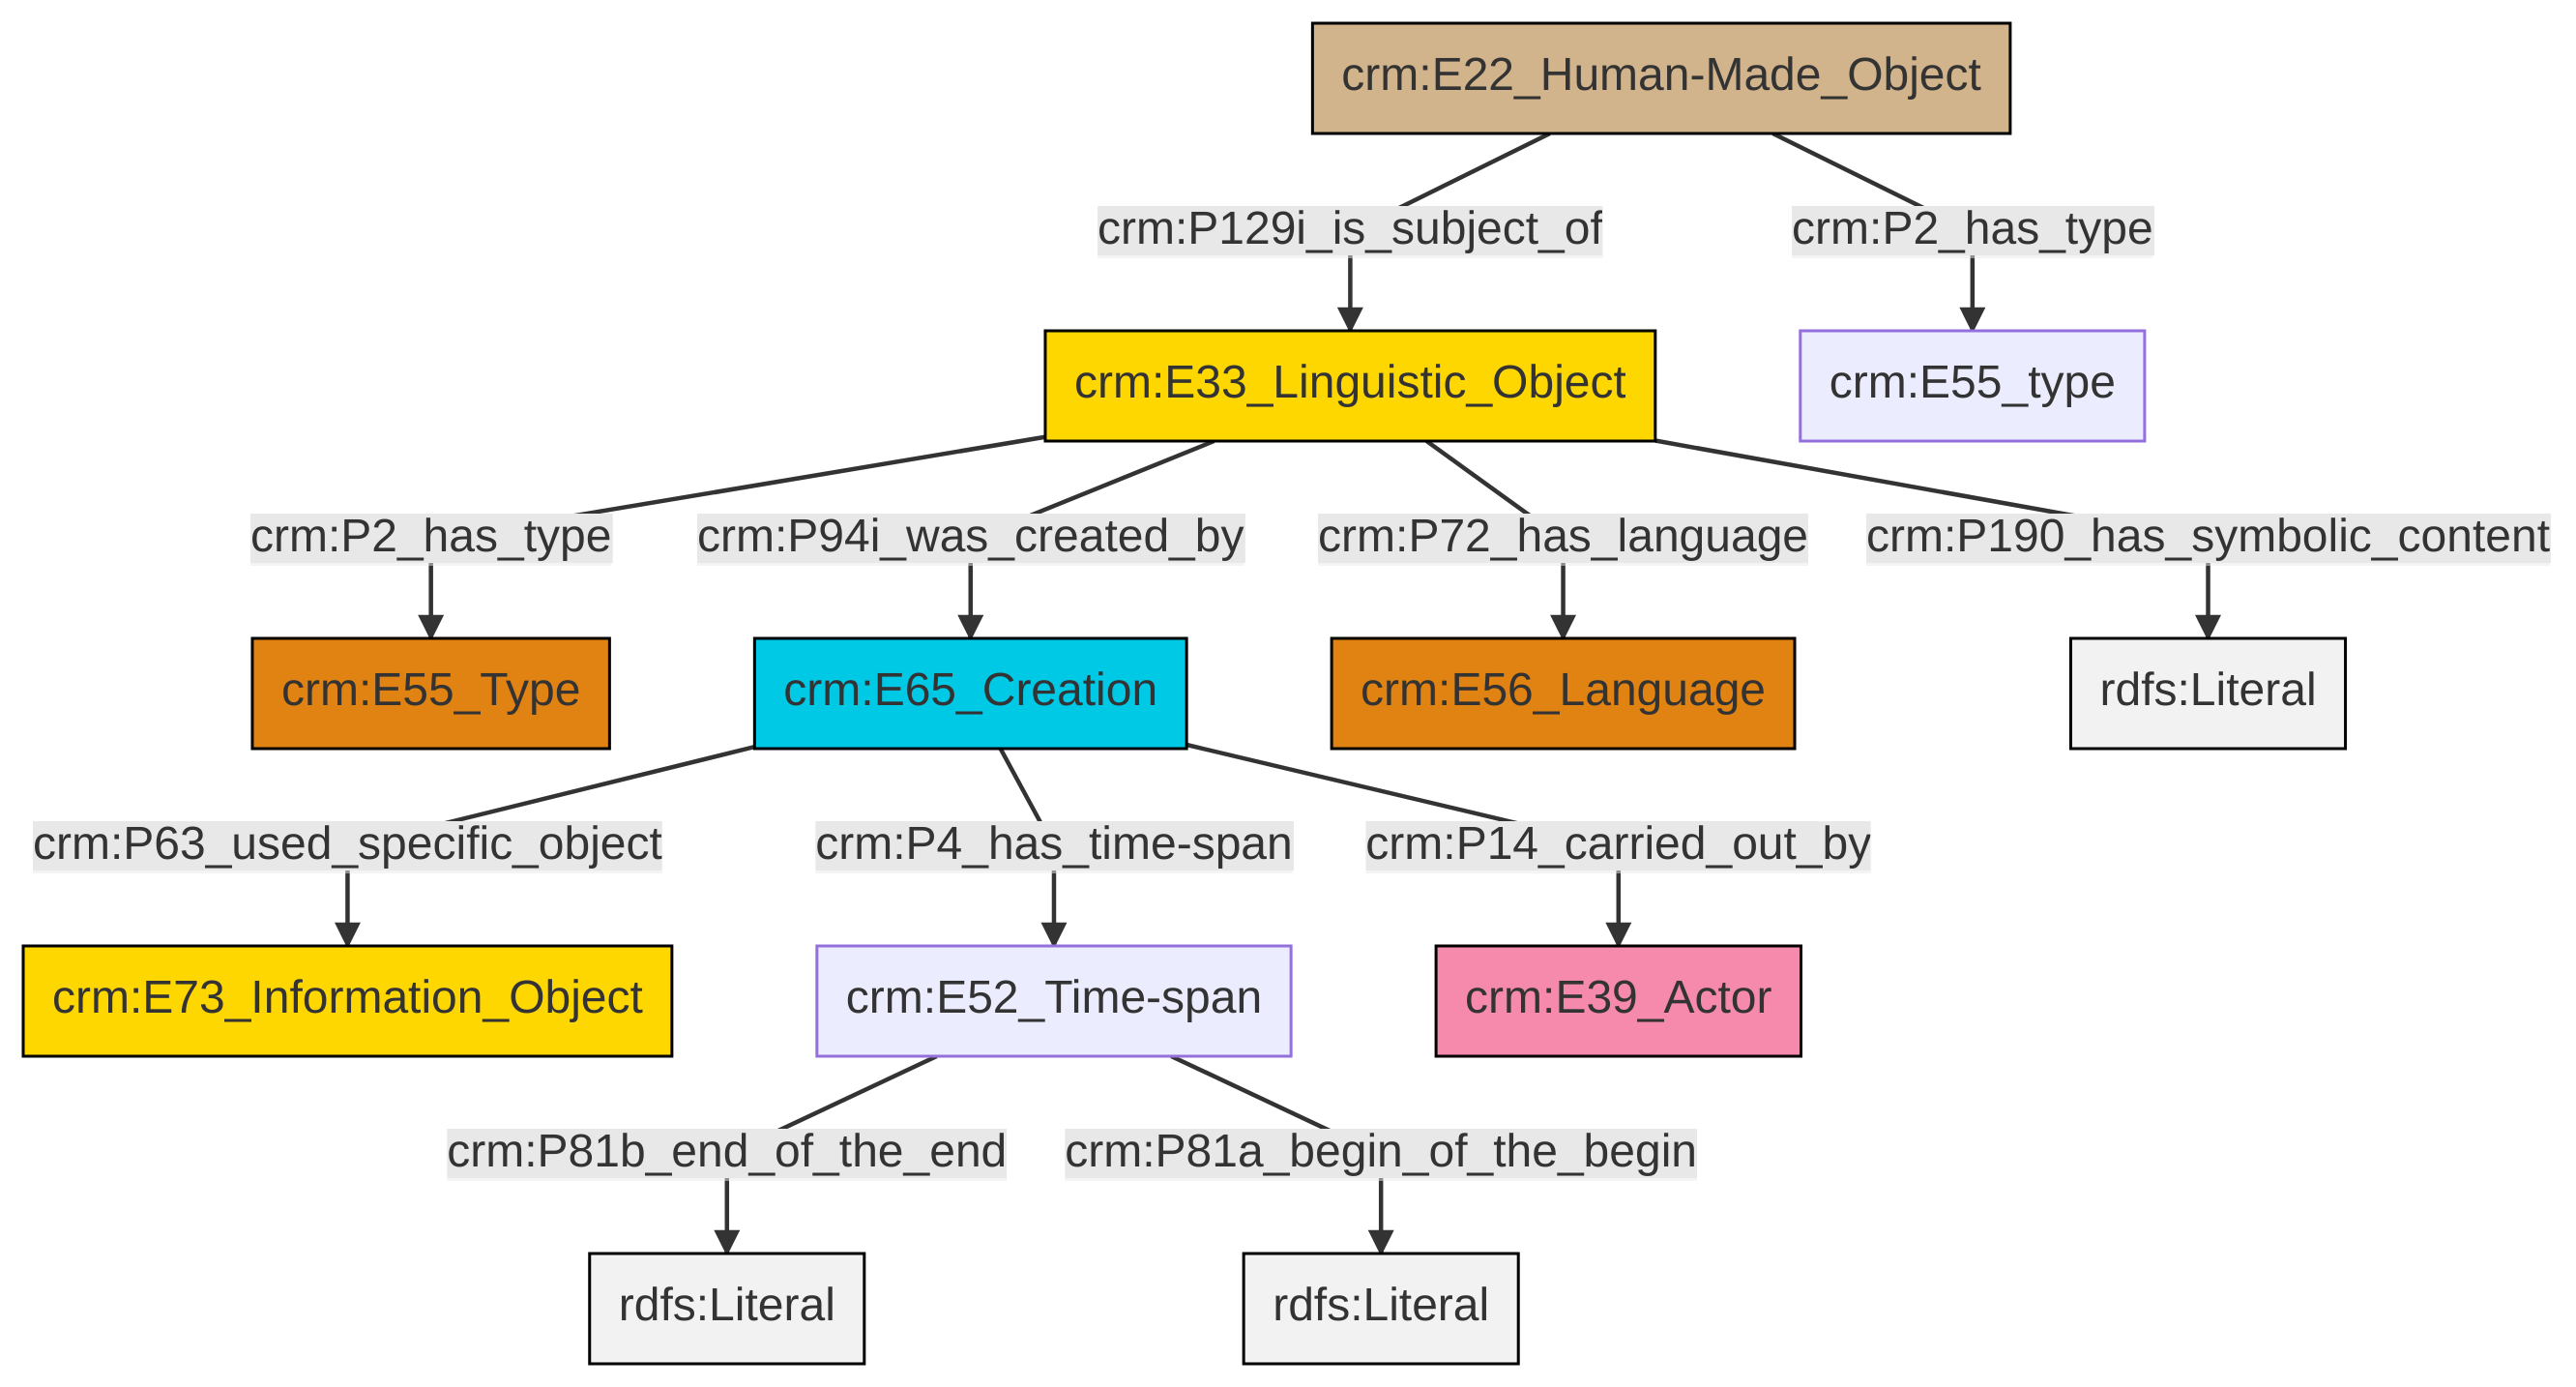 crm:E22_Human-Made_Object
crm:P129i_is_subject_of
crm:P2_has_type
crm:E33_Linguistic_Object
crm:E55_type
crm:P2_has_type
crm:P94i_was_created_by
crm:P72_has_language
crm:P190_has_symbolic_content
crm:E55_Type
crm:E65_Creation
crm:E56_Language
rdfs:Literal
crm:P63_used_specific_object
crm:P4_has_time-span
crm:P14_carried_out_by
crm:E73_Information_Object
crm:E52_Time-span
crm:E39_Actor
crm:P81b_end_of_the_end
crm:P81a_begin_of_the_begin
rdfs:Literal
rdfs:Literal